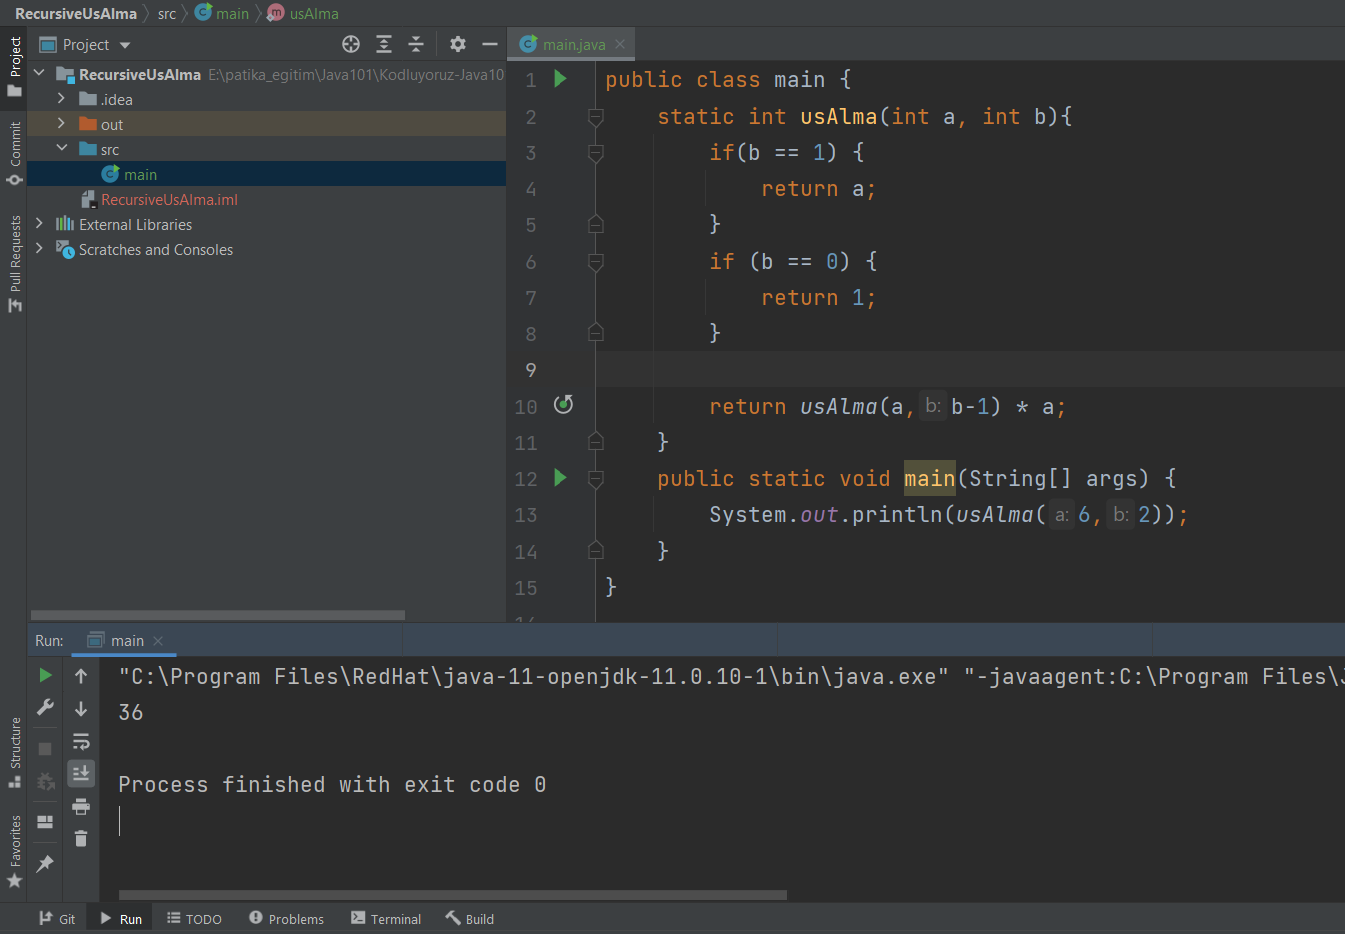 RecursiveUsAlma src main usAlma
Project
main.java
Project
Commit
Pull Requests
Structure
Favorites
RecursiveUsAlma E:\patika_egitim\Java101\Kodluyoruz-Java10
.idea
out
src
main
RecursiveUsAlma.iml
External Libraries
Scratches and Consoles
1 public class main {
2 static int usAlma(int a, int b){
3 if(b == 1) {
4 return a;
5 }
6 if (b == 0) {
7 return 1;
8 }
9
10 return usAlma(a, b: b-1) * a;
11 }
12 public static void main(String[] args) {
13 System.out.println(usAlma( a: 6, b: 2));
14 }
15 }
Run: main
"C:\Program Files\RedHat\java-11-openjdk-11.0.10-1\bin\java.exe" "-javaagent:C:\Program Files\J
36
Process finished with exit code 0
Git Run TODO Problems Terminal Build